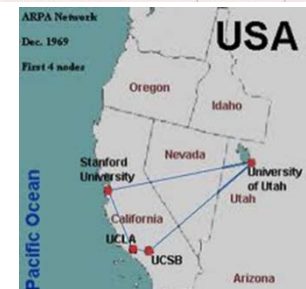 ARPA Network
Dec. 1969
First 4 nodes
USA
Oregon
Idaho
Stanford
University
Nevada
University
of Utah
Utah
California
UCLA
UCSB
Arizona
Pacific Ocean